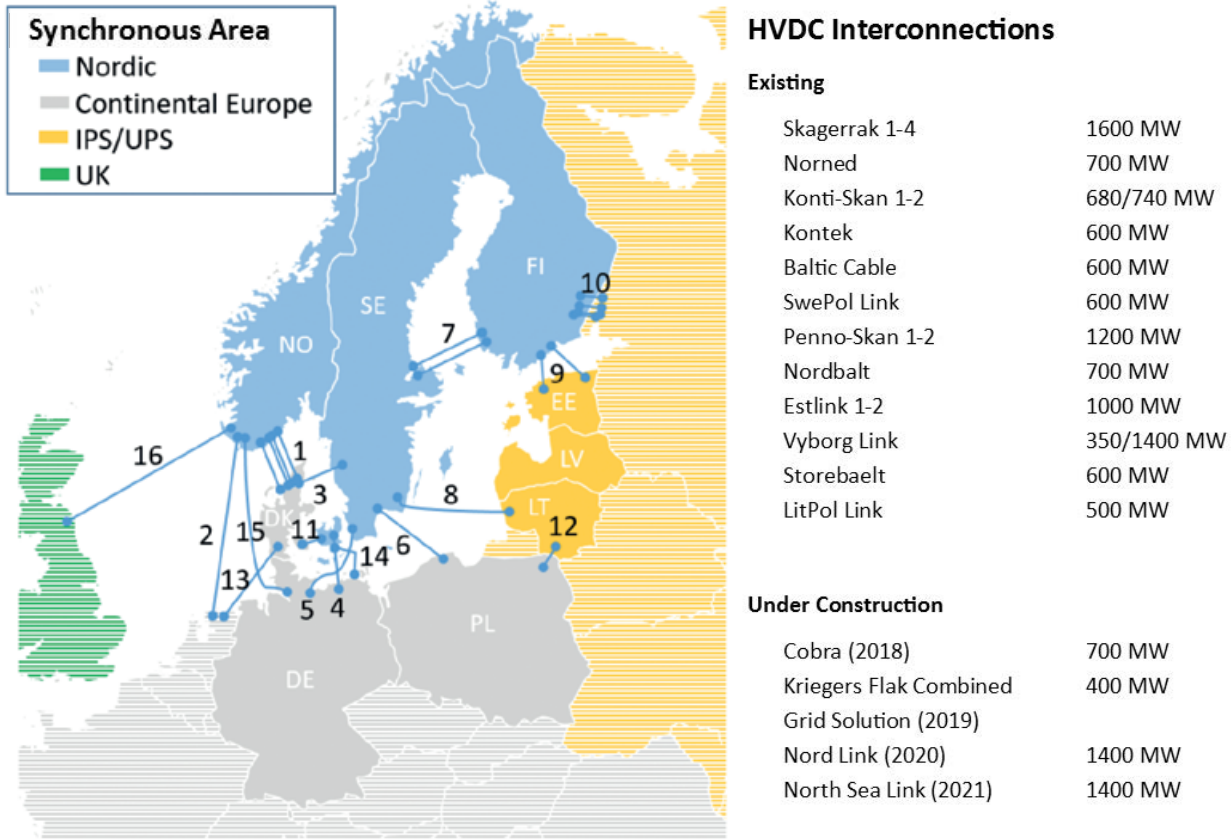 Synchronous Area
Nordic
Continental Europe
IPS/UPS
UK
FI
10
SE
7
NO
9
EE
1
16
LV
3
8
LT
DK
2
15
11
12
6
14
13
5
4
PL
DE
HVDC Interconnections
Existing
Skagerrak 1-4 1600 MW
Norned 700 MW
Konti-Skan 1-2 680/740 MW
Kontek 600 MW
Baltic Cable 600 MW
SwePol Link 600 MW
Penno-Skan 1-2 1200 MW
Nordbalt 700 MW
Estlink 1-2 1000 MW
Vyborg Link 350/1400 MW
Storebaelt 600 MW
LitPol Link 500 MW
Under Construction
Cobra (2018) 700 MW
Kriegers Flak Combined 400 MW
Grid Solution (2019)
Nord Link (2020) 1400 MW
North Sea Link (2021) 1400 MW